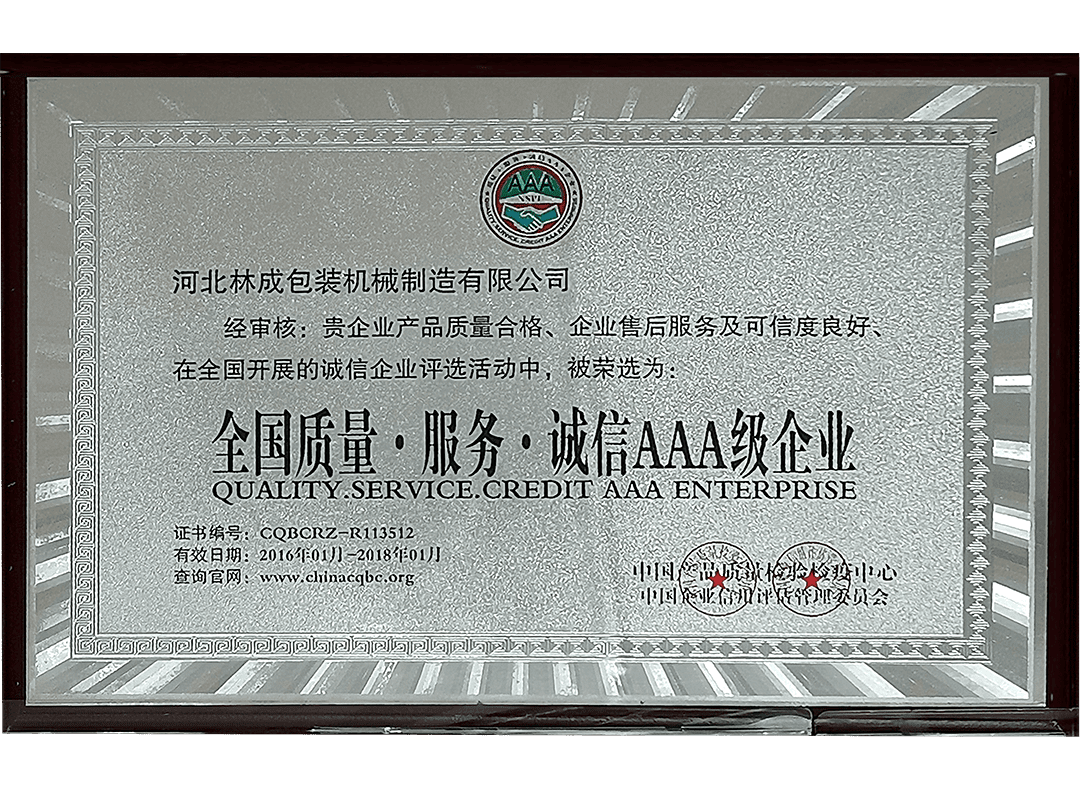 AAA
NSPI
河北林成包装机械制造有限公司
经审核：贵企业产品质量合格、企业售后服务及可信度良好、
在全国开展的诚信企业评选活动中，被荣选为：
全国质量·服务·诚信AAA级企业
QUALITY.SERVICE.CREDIT AAA ENTERPRISE
证书编号：CQBCRZ-R113512
有效日期：2016年01月-2018年01月
查询官网：www.chinacqbc.org
中国产品质量检验检疫中心
中国企业信用评估管理委员会